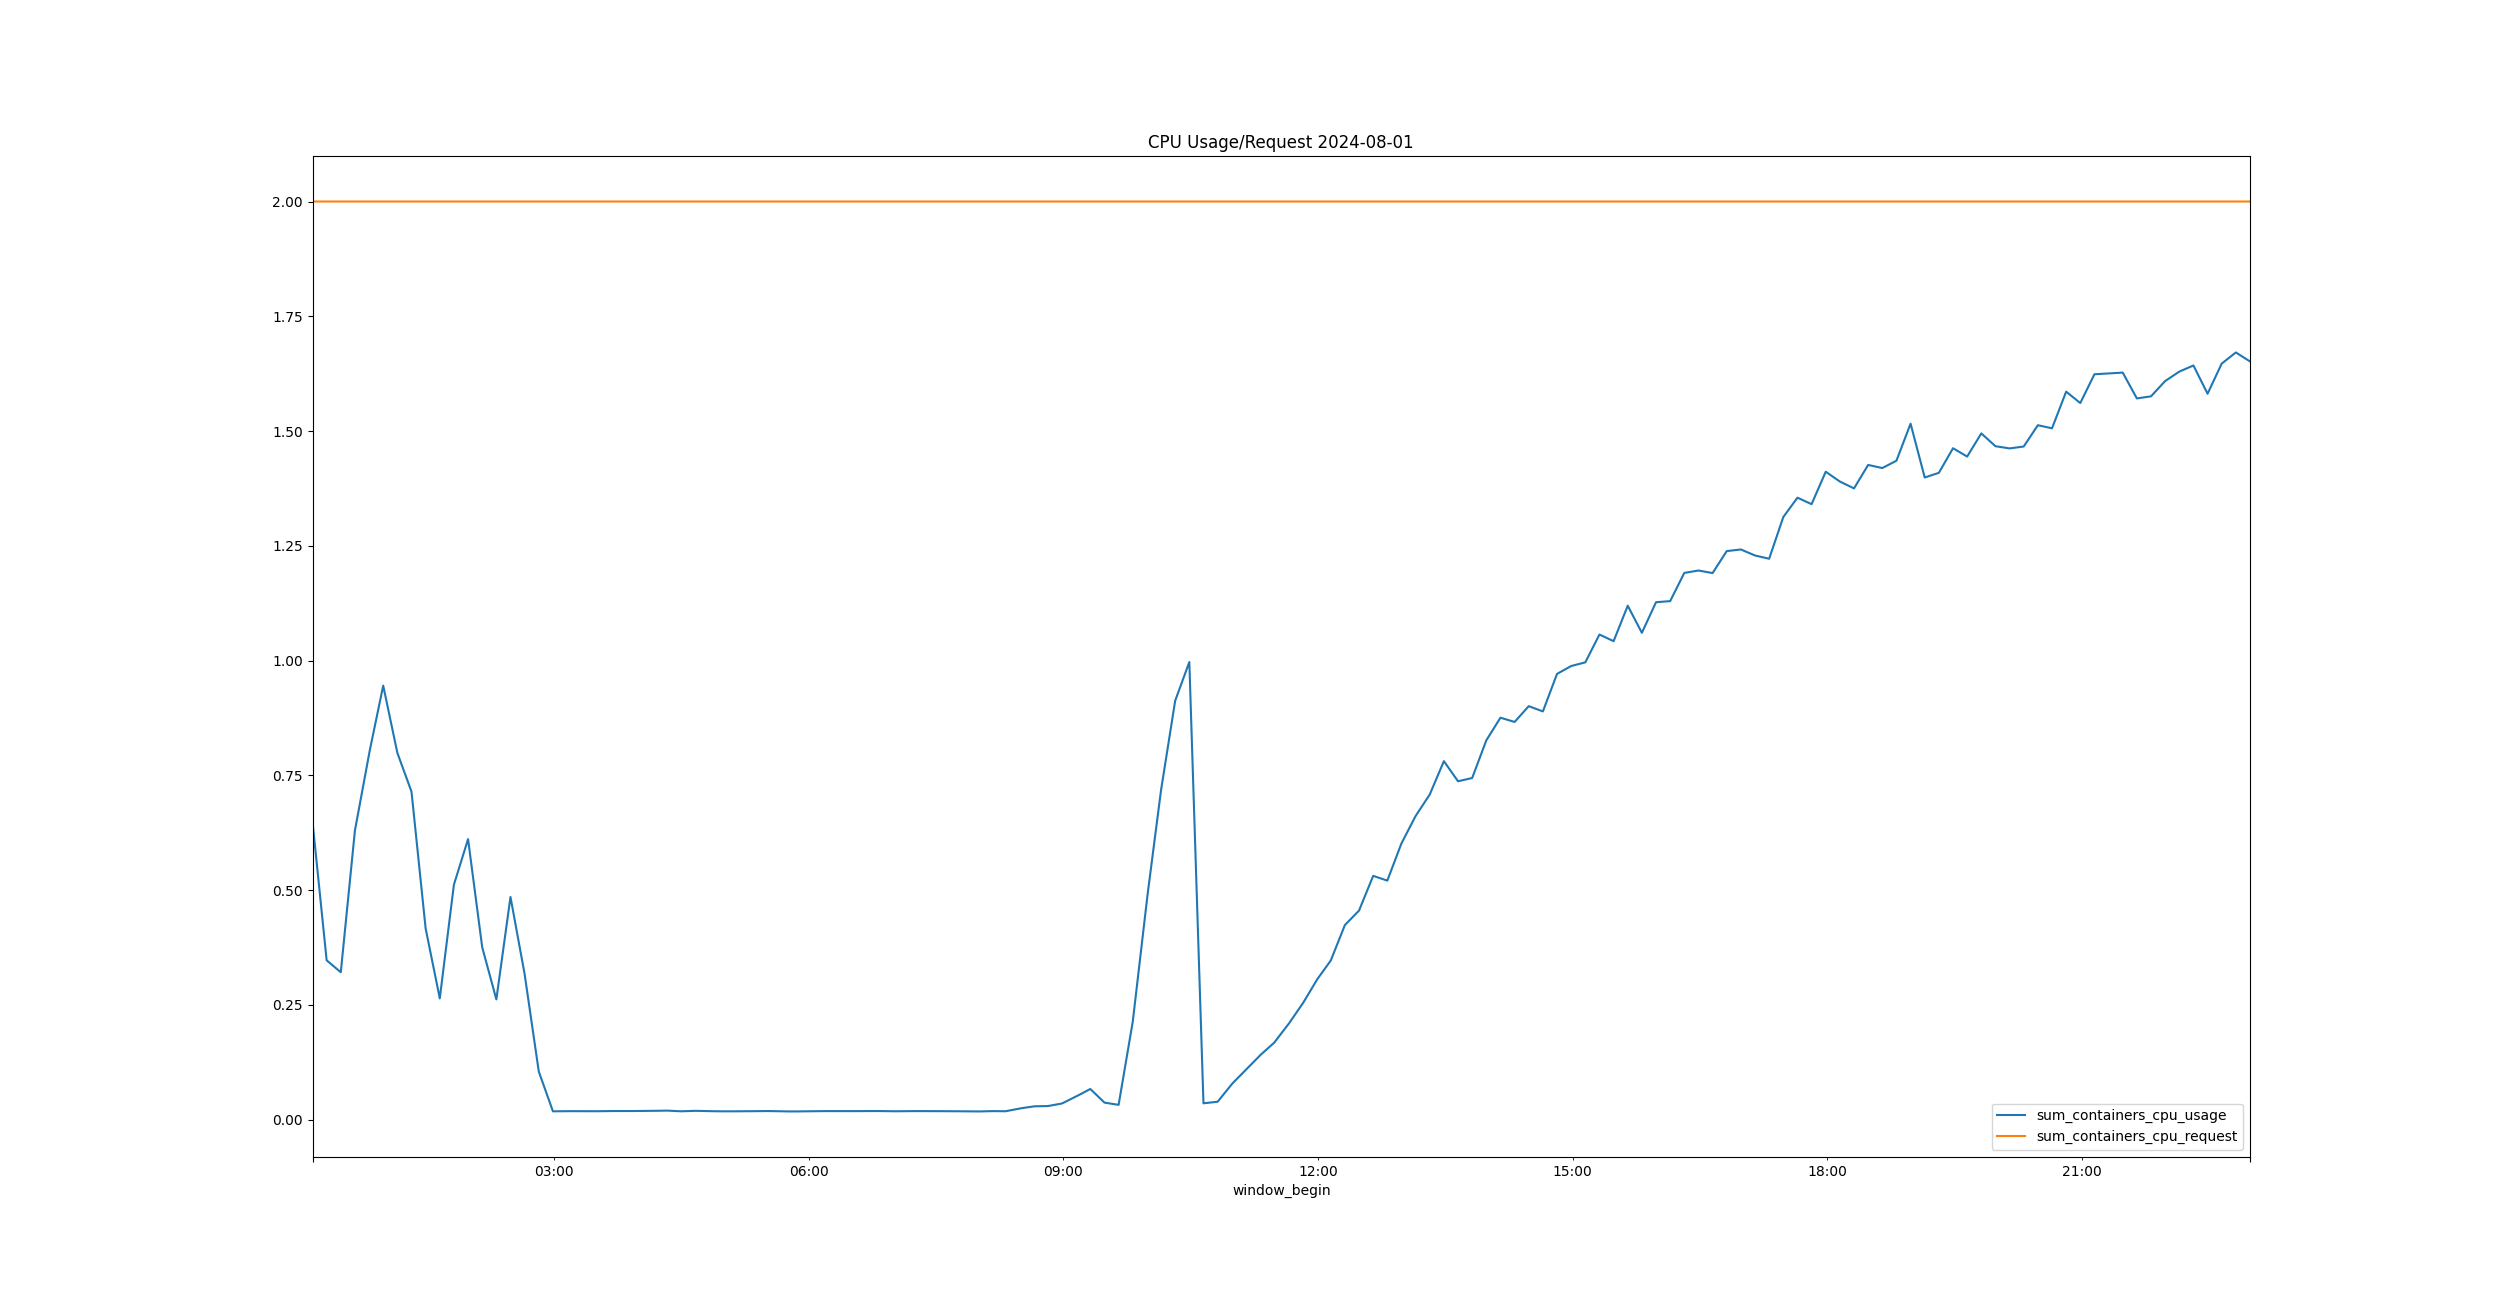 CPU Usage/Request 2024-08-01
2.00
1.75
1.50
1.25
1.00
0.75
0.50
0.25
0.00
sum_containers_cpu_usage
sum_containers_cpu_request
03:00 06:00 09:00 12:00 15:00 18:00 21:00
window_begin